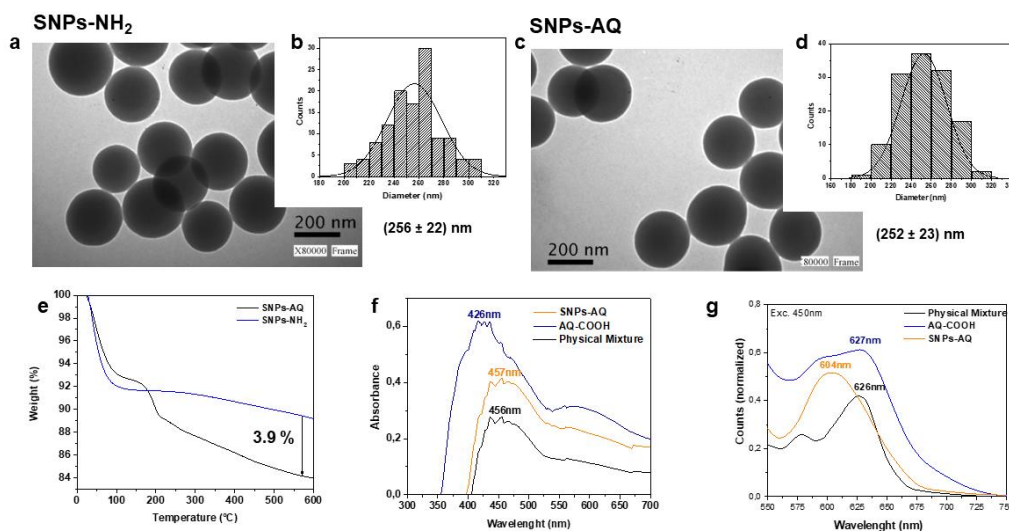 SNPs-NH2
SNPs-AQ
a
200 nm
X80000 Frame
b
Counts
30
25
20
15
10
5
0
180 200 220 240 260 280 300 320
Diameter (nm)
(256 ± 22) nm
c
200 nm
80000 Frame
d
Counts
40
30
20
10
0
160 180 200 220 240 260 280 300 320
Diameter (nm)
(252 ± 23) nm
e
Weight (%)
100
98
96
94
92
90
88
86
84
SNPs-AQ
SNPs-NH2
3.9 %
0 100 200 300 400 500 600
Temperature (°C)
f
Absorbance
0,6
0,4
0,2
0,0
426nm
SNPs-AQ
AQ-COOH
Physical Mixture
457nm
456nm
300 350 400 450 500 550 600 650 700
Wavelenght (nm)
g
Counts (normalized)
0,8
0,6
0,4
0,2
0,0
Exc. 450nm
Physical Mixture
AQ-COOH
SNPs-AQ
627nm
604nm
626nm
550 575 600 625 650 675 700 725
Wavelenght (nm)